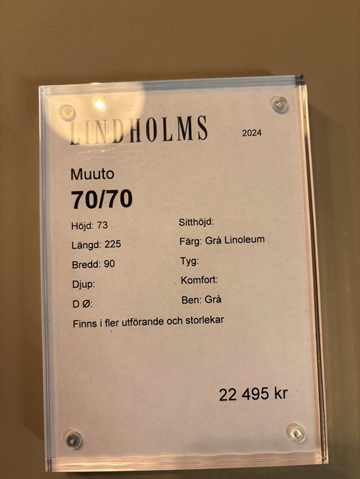 LINDHOLMS 2024
Muuto
70/70
Höjd: 73 Sitthöjd:
Längd: 225 Färg: Grå Linoleum
Bredd: 90 Tyg:
Djup: Komfort:
D Ø: Ben: Grå
Finns i fler utförande och storlekar
22 495 kr